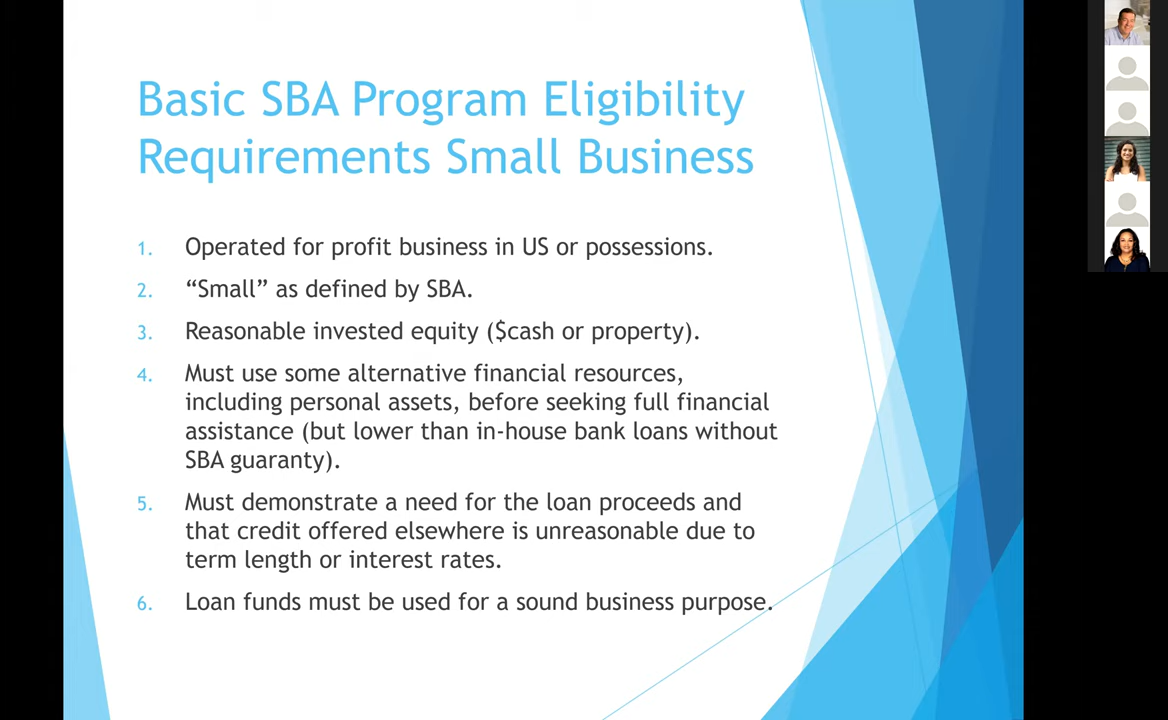 Basic SBA Program Eligibility
Requirements Small Business
1. Operated for profit business in US or possessions.
2. “Small” as defined by SBA.
3. Reasonable invested equity ($cash or property).
4. Must use some alternative financial resources,
including personal assets, before seeking full financial
assistance (but lower than in-house bank loans without
SBA guaranty).
5. Must demonstrate a need for the loan proceeds and
that credit offered elsewhere is unreasonable due to
term length or interest rates.
6. Loan funds must be used for a sound business purpose.